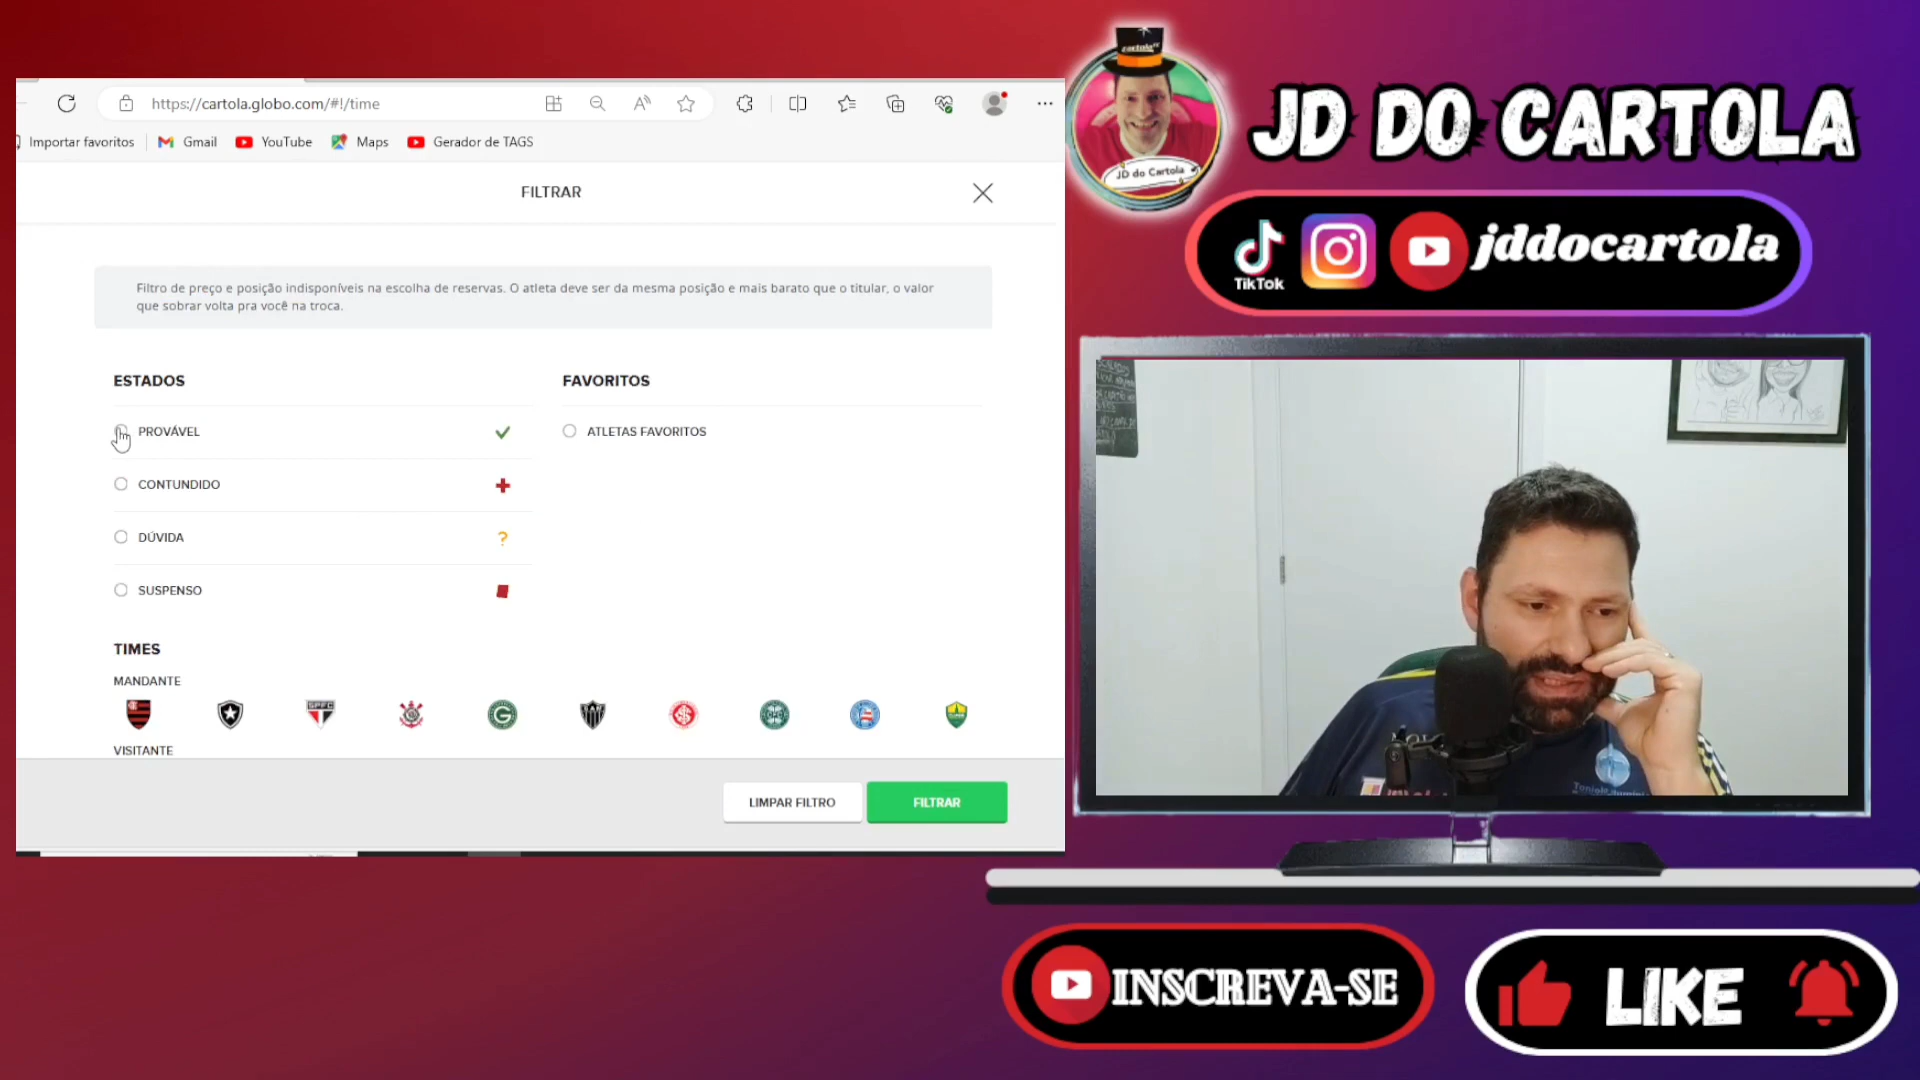 https://cartola.globo.com/#!/time
Importar favoritos
Gmail
YouTube
Maps
Gerador de TAGS
FILTRAR
Filtro de preço e posição indisponíveis na escolha de reservas. O atleta deve ser da mesma posição e mais barato que o titular, o valor
que sobrar volta pra você na troca.
ESTADOS
PROVÁVEL
CONTUNDIDO
DÚVIDA
?
SUSPENSO
FAVORITOS
ATLETAS FAVORITOS
TIMES
MANDANTE
VISITANTE
LIMPAR FILTRO
FILTRAR
JD do Cartola
JD DO CARTOLA
TikTok
jddocartola
INSCREVA-SE
LIKE